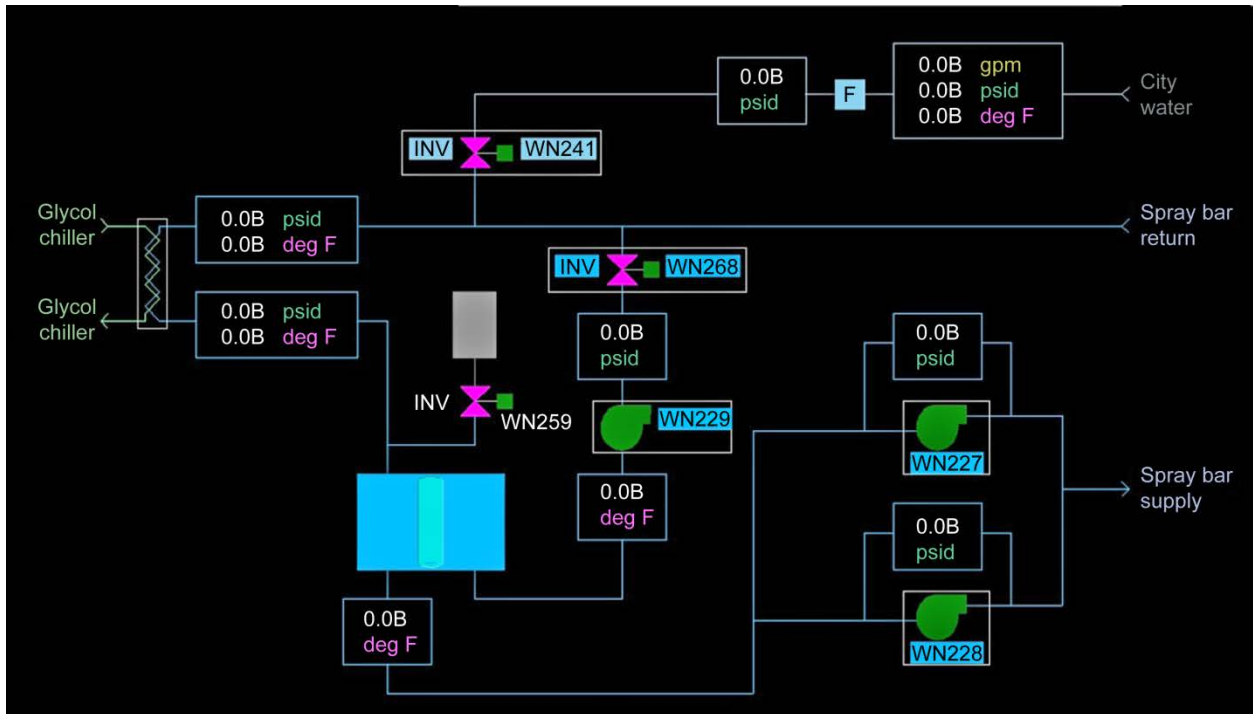 0.0B gpm
0.0B psid
0.0B deg F
City
water
0.0B
psid
F
INV WN241
Glycol
chiller
0.0B psid
0.0B deg F
Spray bar
return
INV WN268
Glycol
chiller
0.0B psid
0.0B deg F
0.0B
psid
0.0B
psid
INV
WN259
WN229
WN227
0.0B
deg F
Spray bar
supply
0.0B
psid
0.0B
deg F
WN228